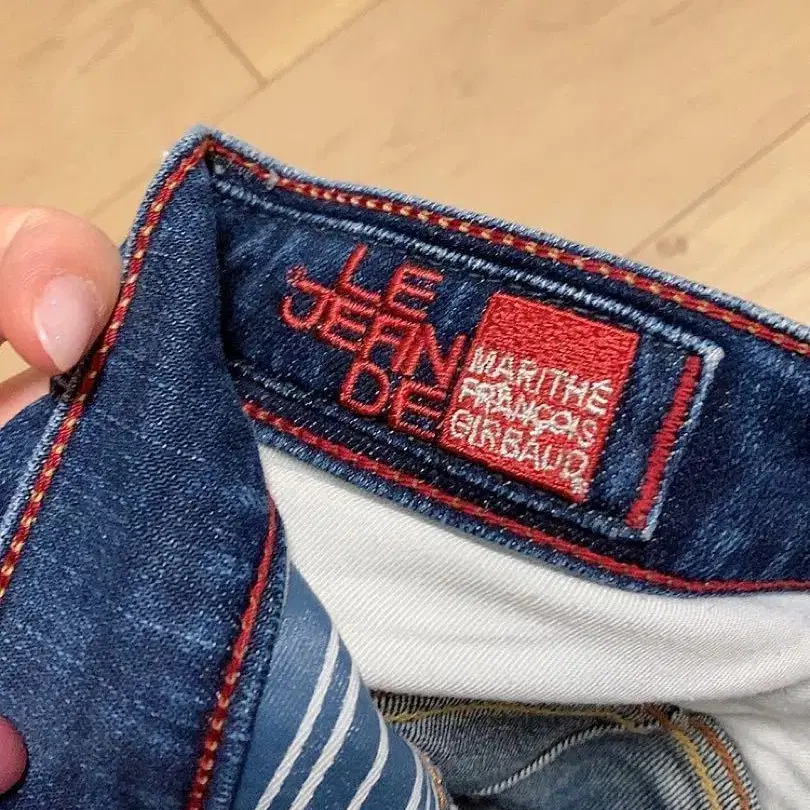 LE
JEAN
DE
MARITHÉ
FRANÇOIS
GIRBAUD